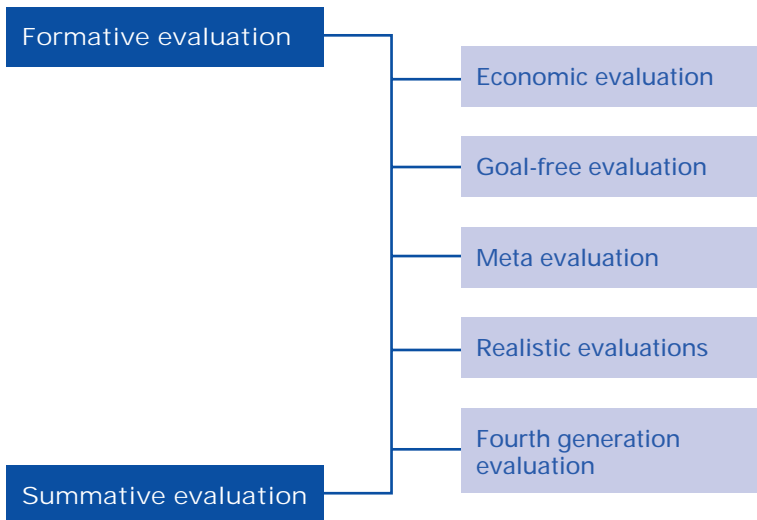 Formative evaluation
Economic evaluation
Goal-free evaluation
Meta evaluation
Realistic evaluations
Fourth generation
evaluation
Summative evaluation